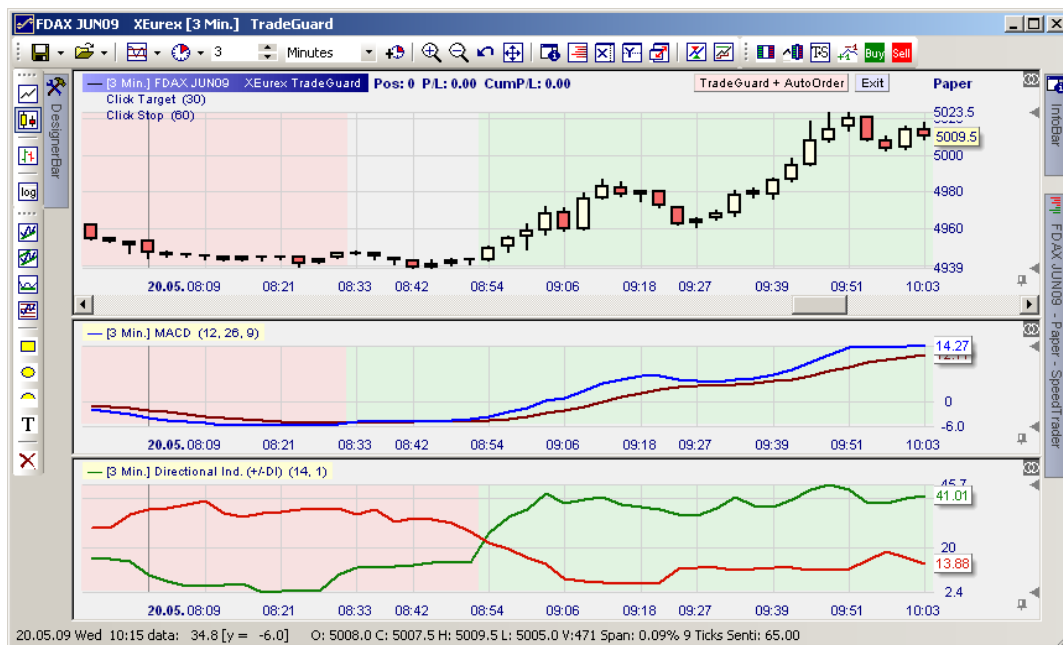 FDAX JUN09 XEurex [3 Min.] TradeGuard
3 Minutes TS Buy Sell
DesignerBar
log
T
[3 Min.] FDAX JUN09 XEurex TradeGuard Pos: 0 P/L: 0.00 CumP/L: 0.00 TradeGuard + AutoOrder Exit Paper
Click Target (30)
Click Stop (60)
5023.5
5009.5
5000
4980
4960
4939
20.05. 08:09 08:21 08:33 08:42 08:54 09:06 09:18 09:27 09:39 09:51 10:03
[3 Min.] MACD (12, 26, 9)
14.27
0
-6.0
20.05. 08:09 08:21 08:33 08:42 08:54 09:06 09:18 09:27 09:39 09:51 10:03
[3 Min.] Directional Ind. (+/-DI) (14, 1)
45.7
41.01
20
13.88
2.4
20.05. 08:09 08:21 08:33 08:42 08:54 09:06 09:18 09:27 09:39 09:51 10:03
InfoBar
FDAX JUN09 - Paper - SpeedTrader
20.05.09 Wed 10:15 data: 34.8 [y = -6.0] O: 5008.0 C: 5007.5 H: 5009.5 L: 5005.0 V:471 Span: 0.09% 9 Ticks Senti: 65.00